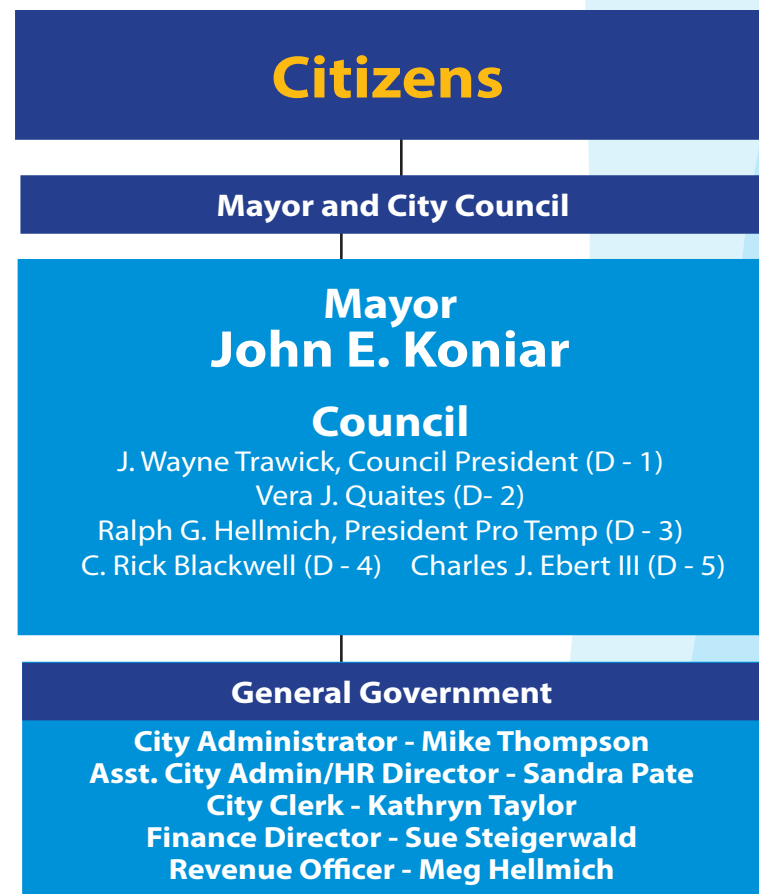 Citizens
Mayor and City Council
Mayor
John E. Koniar
Council
J. Wayne Trawick, Council President (D - 1)
Vera J. Quaites (D- 2)
Ralph G. Hellmich, President Pro Temp (D - 3)
C. Rick Blackwell (D - 4) Charles J. Ebert III (D - 5)
General Government
City Administrator - Mike Thompson
Asst. City Admin/HR Director - Sandra Pate
City Clerk - Kathryn Taylor
Finance Director - Sue Steigerwald
Revenue Officer - Meg Hellmich